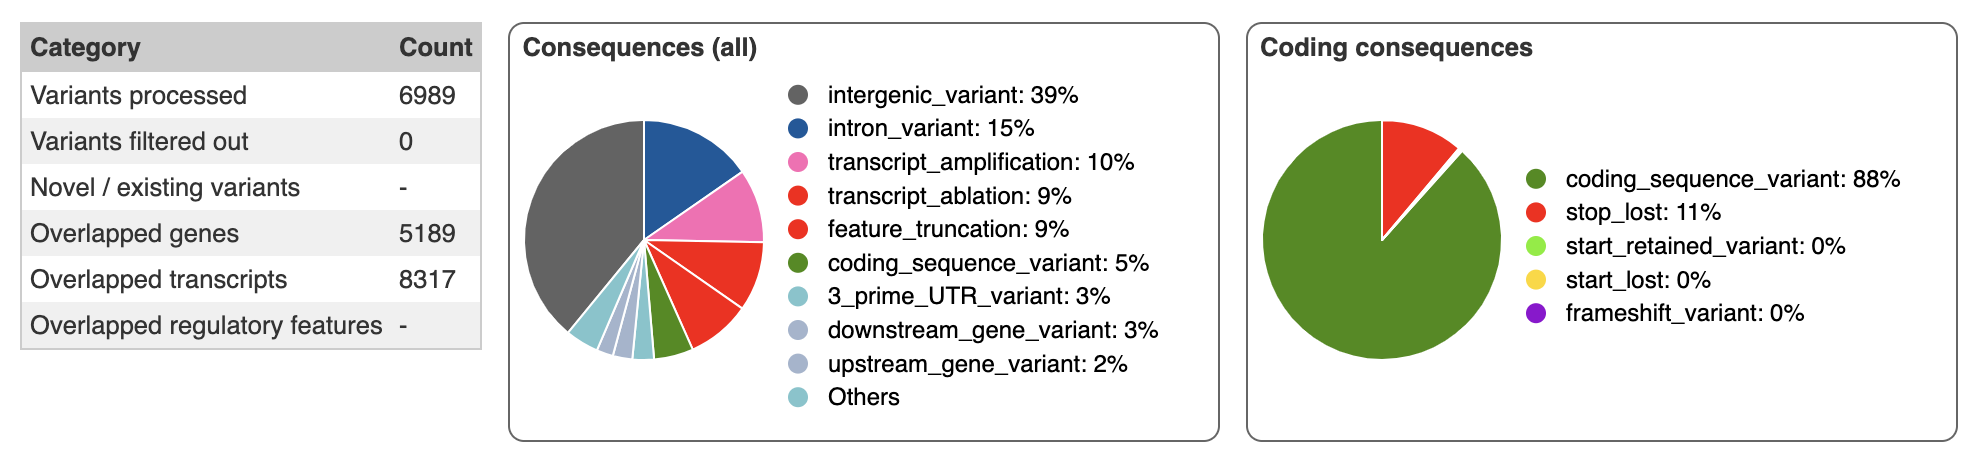 Category Count
Variants processed 6989
Variants filtered out 0
Novel / existing variants -
Overlapped genes 5189
Overlapped transcripts 8317
Overlapped regulatory features -
Consequences (all)
intergenic_variant: 39%
intron_variant: 15%
transcript_amplification: 10%
transcript_ablation: 9%
feature_truncation: 9%
coding_sequence_variant: 5%
3_prime_UTR_variant: 3%
downstream_gene_variant: 3%
upstream_gene_variant: 2%
Others
Coding consequences
coding_sequence_variant: 88%
stop_lost: 11%
start_retained_variant: 0%
start_lost: 0%
frameshift_variant: 0%